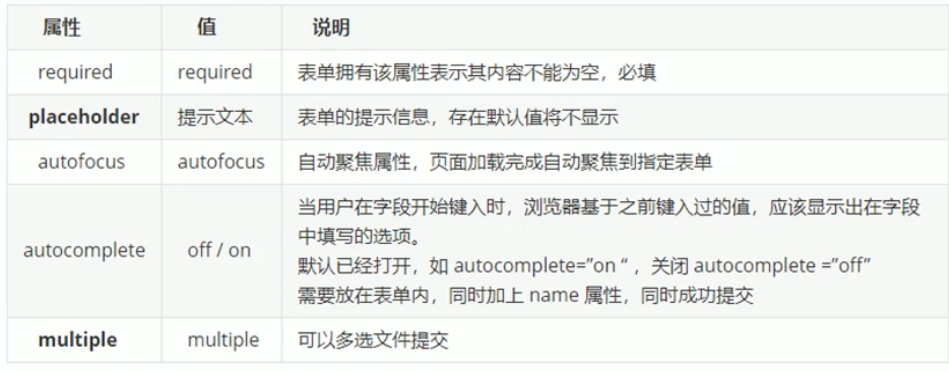 属性 值 说明
required required 表单拥有该属性表示其内容不能为空，必填
placeholder 提示文本 表单的提示信息，存在默认值将不显示
autofocus autofocus 自动聚焦属性，页面加载完成自动聚焦到指定表单
autocomplete off / on 当用户在字段开始键入时，浏览器基于之前键入过的值，应该显示出在字段
中填写的选项。
默认已经打开，如 autocomplete=”on “ ，关闭 autocomplete =”off”
需要放在表单内，同时加上 name 属性，同时成功提交
multiple multiple 可以多选文件提交